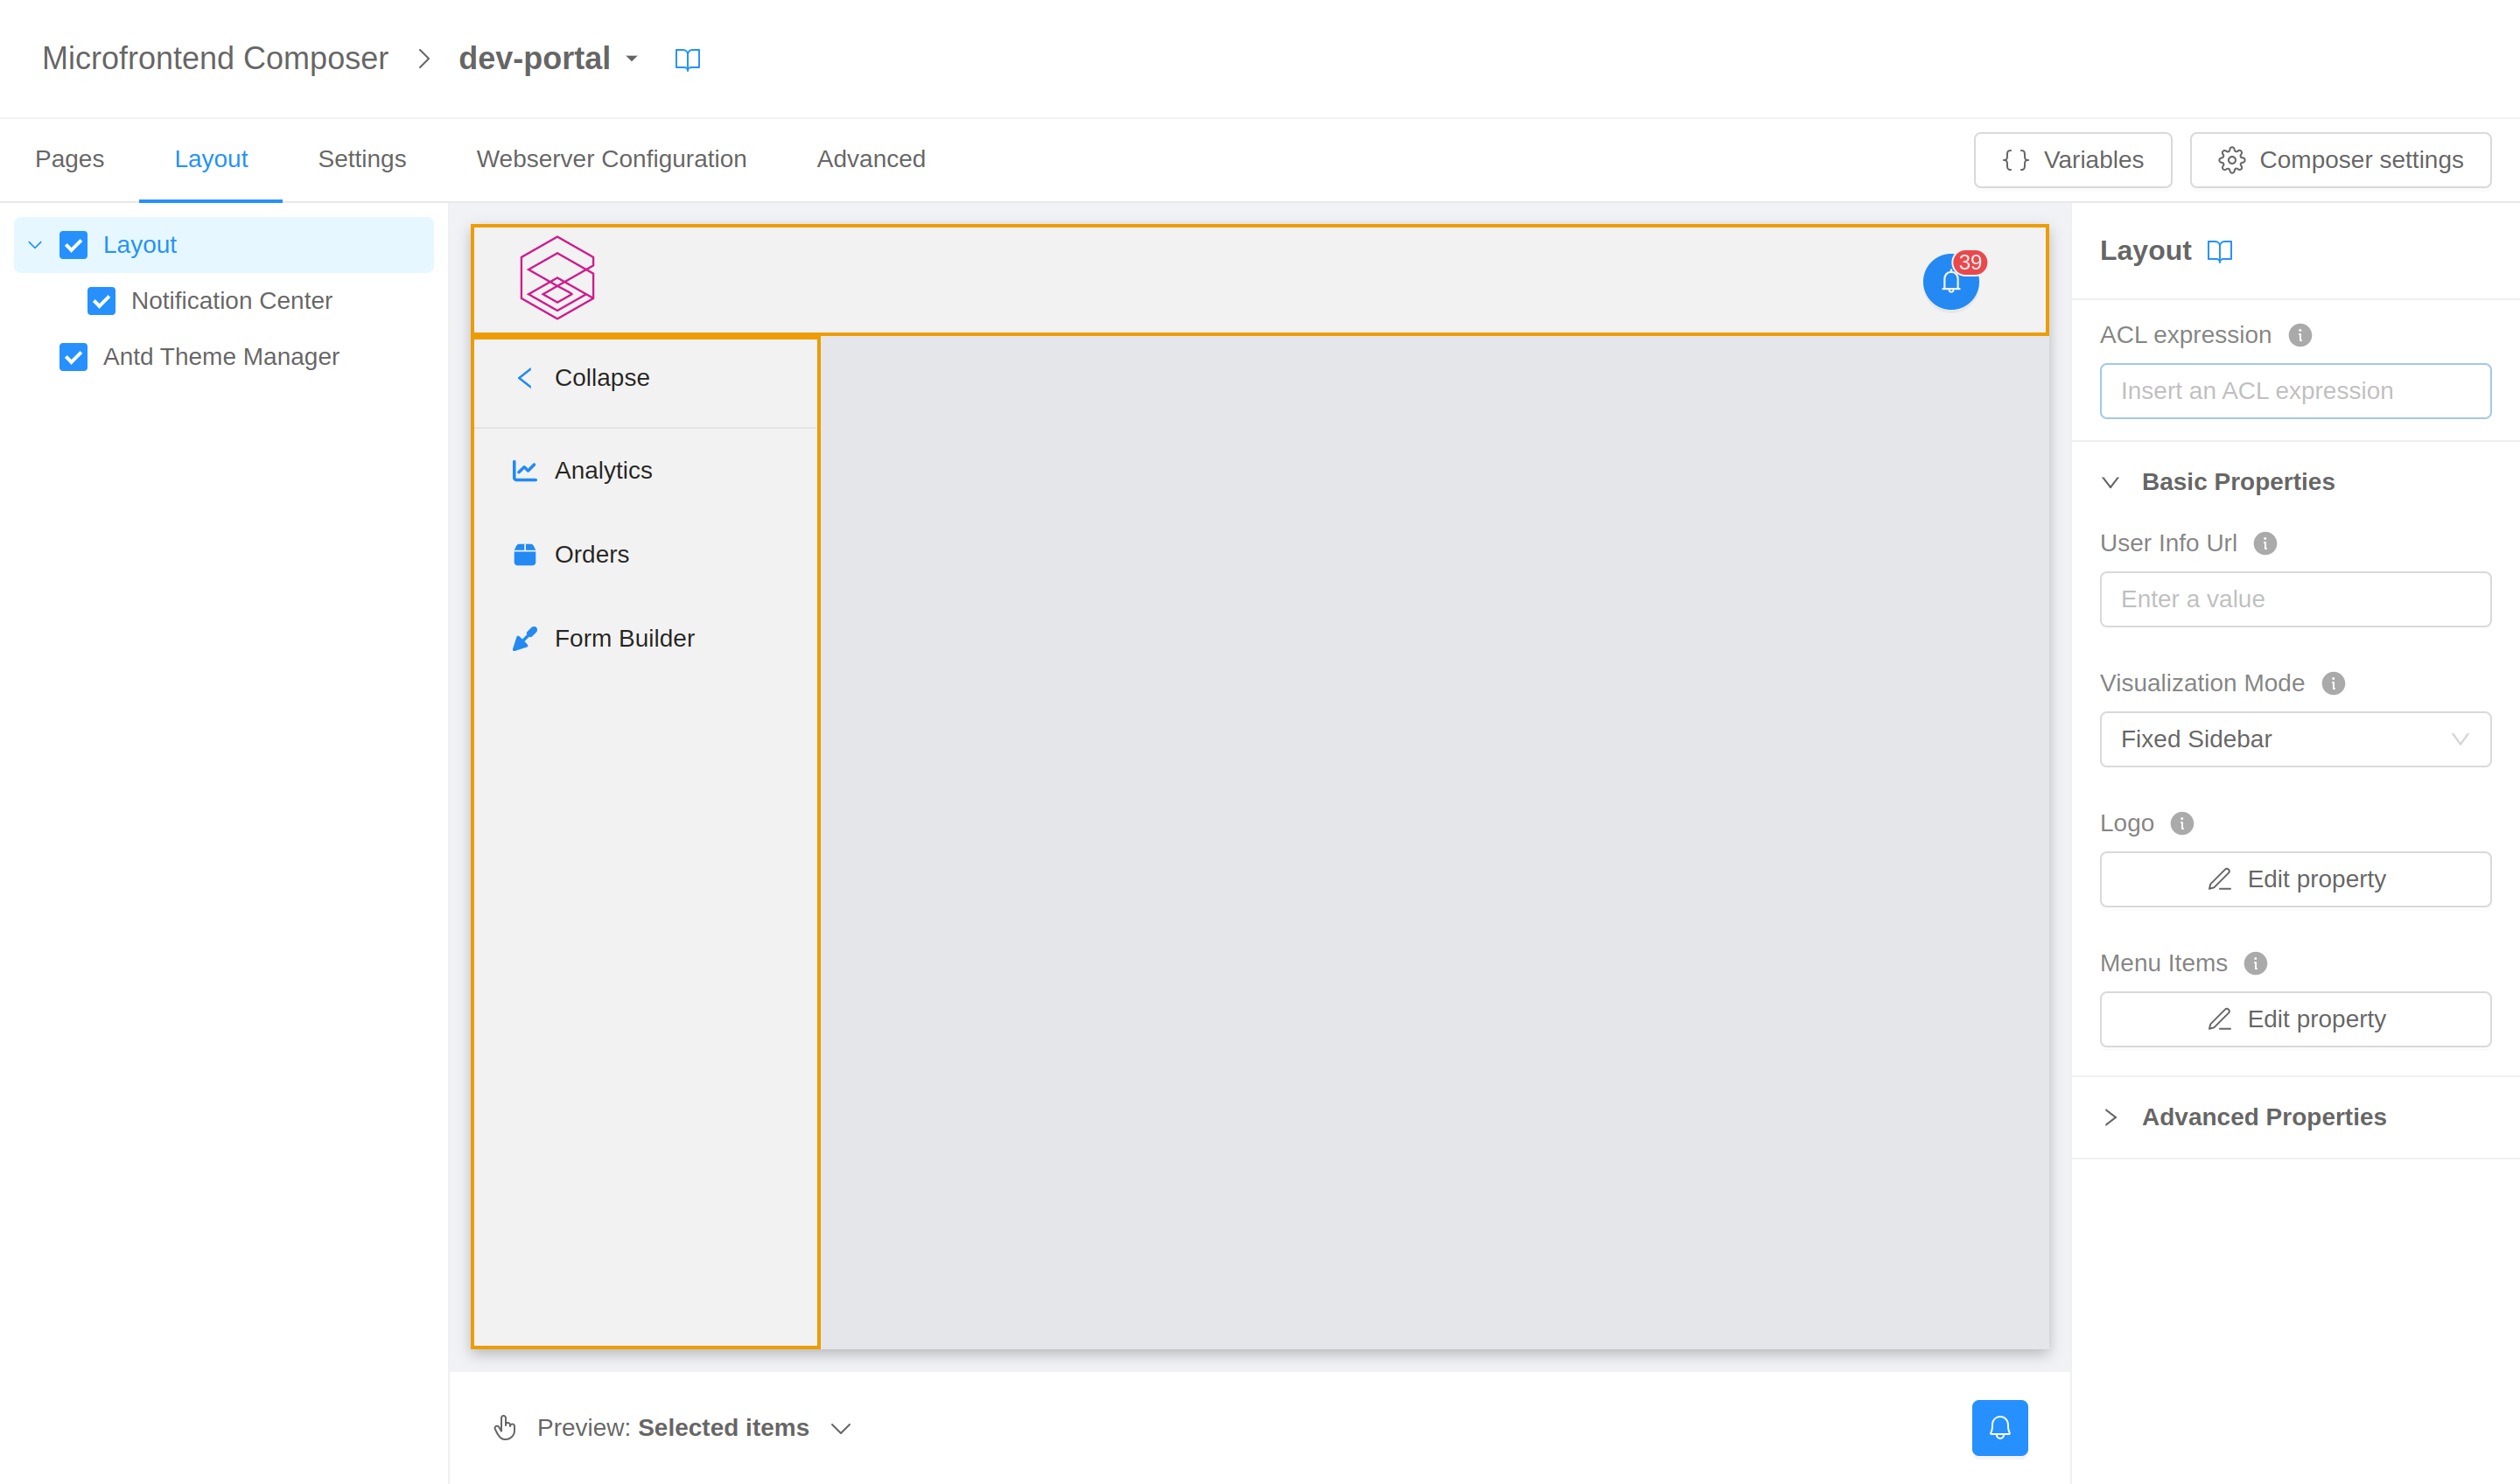 Microfrontend Composer dev-portal
Pages Layout Settings Webserver Configuration Advanced Variables Composer settings
Layout
Notification Center
Antd Theme Manager
39
Collapse
Analytics
Orders
Form Builder
Preview: Selected items
Layout
ACL expression
Insert an ACL expression
Basic Properties
User Info Url
Enter a value
Visualization Mode
Fixed Sidebar
Logo
Edit property
Menu Items
Edit property
Advanced Properties